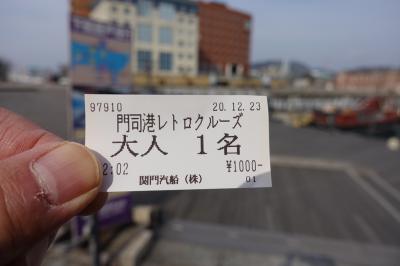 97910 20.12.23
門司港レトロクルーズ
大人 1名
2:02 ¥1000-
関門汽船(株) 01